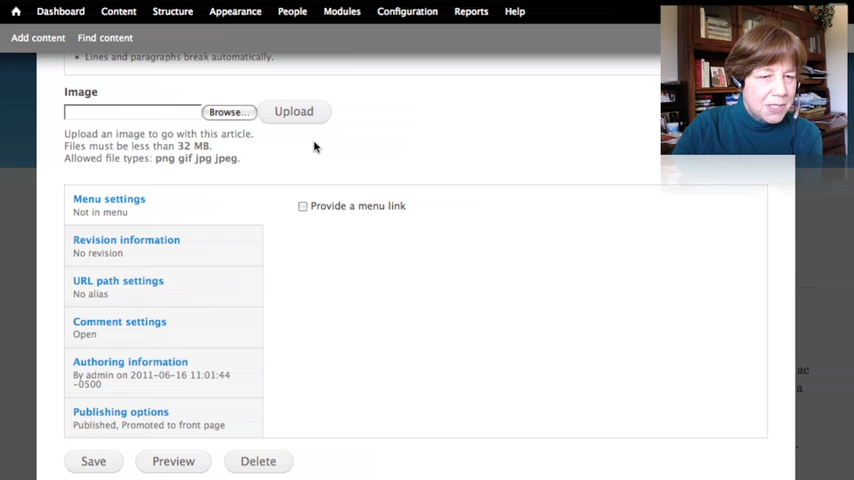 Dashboard Content Structure Appearance People Modules Configuration Reports Help
Add content Find content
• Lines and paragraphs break automatically.
Image
Browse... Upload
Upload an image to go with this article.
Files must be less than 32 MB.
Allowed file types: png gif jpg jpeg.
Menu settings
Not in menu
Provide a menu link
Revision information
No revision
URL path settings
No alias
Comment settings
Open
Authoring information
By admin on 2011-06-16 11:01:44
-0500
Publishing options
Published, Promoted to front page
Save Preview Delete
ac
a